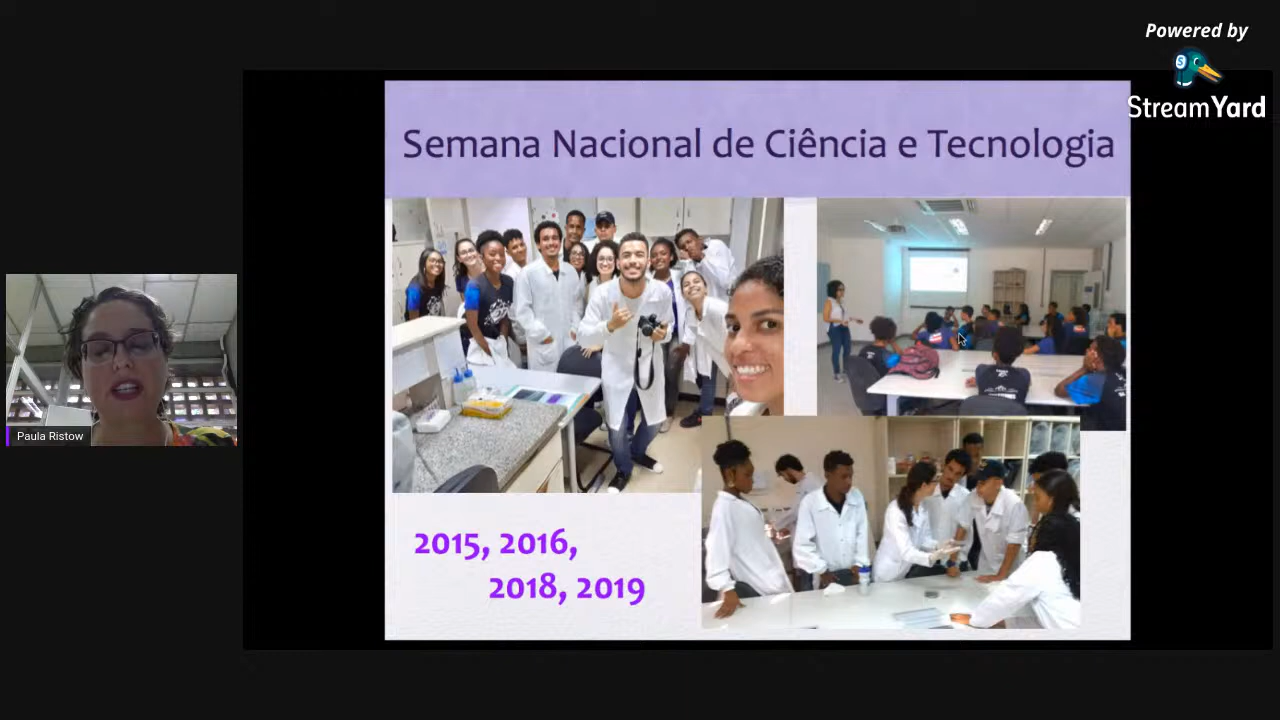 Powered by
StreamYard
Semana Nacional de Ciência e Tecnologia
Paula Ristow
2015, 2016,
2018, 2019